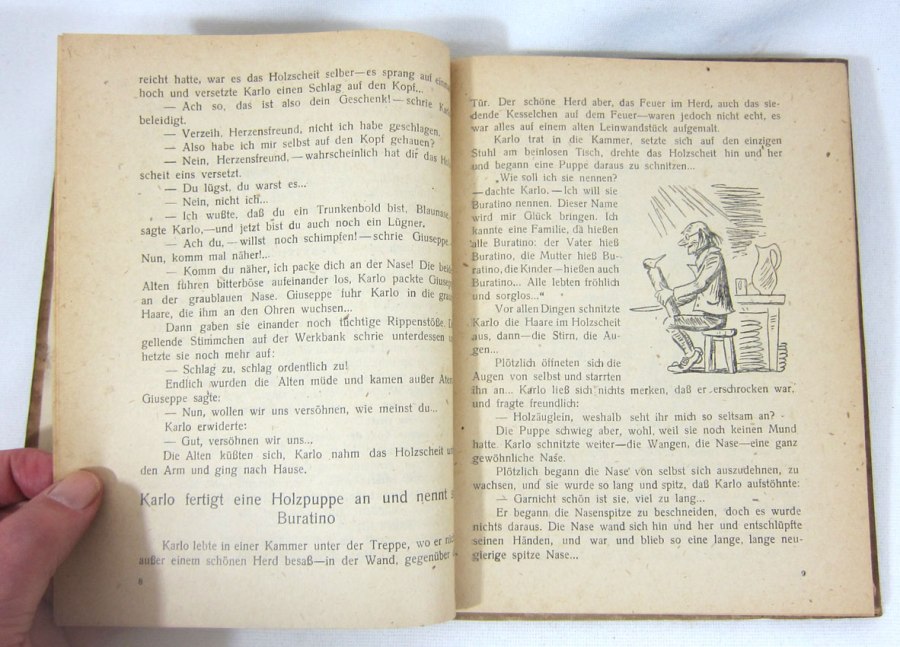 reicht hatte, war es das Holzscheit selber—es sprang auf
hoch und versetzte Karlo einen Schlag auf den Kopf...
— Ach so, das ist also dein Geschenk!—schrie
beleidigt.
— Verzeih, Herzensfreund, nicht ich habe geschlagen.
— Also habe ich mir selbst auf den Kopf gehauen?
— Nein, Herzensfreund,—wahrscheinlich hat dir das
scheit eins versetzt.
— Du lügst, du warst es...
— Nein, nicht ich...
— Ich wußte, daß du ein Trunkenbold bist, Blaunase,
sagte Karlo,—und jetzt bist du auch noch ein Lügner.
— Ach du,—willst noch schimpfen!—schrie Giuseppe.
Nun, komm mal näher!..
— Komm du näher, ich packe dich an der Nase! Die
Alten fuhren bitterböse aufeinander los, Karlo packte
an der graublauen Nase. Giuseppe fuhr Karlo in die
Haare, die ihm an den Ohren wuchsen...
Dann gaben sie einander noch tüchtige Rippenstöße.
gellende Stimmchen auf der Werkbank schrie unterdessen
hetzte sie noch mehr auf:
— Schlag zu, schlag ordentlich zu!
Endlich wurden die Alten müde und kamen außer
Giuseppe sagte:
— Nun, wollen wir uns versöhnen, wie meinst du...
Karlo erwiderte:
— Gut, versöhnen wir uns...
Die Alten küßten sich, Karlo nahm das Holzscheit
den Arm und ging nach Hause.
Karlo fertigt eine Holzpuppe an und nennt
Buratino
Karlo lebte in einer Kammer unter der Treppe, wo er
außer einem schönen Herd besaß—in der Wand, gegenüber
8
Tür. Der schöne Herd aber, das Feuer im Herd, auch das sie-
dende Kesselchen auf dem Feuer—waren jedoch nicht echt, es
war alles auf einem alten Leinwandstück aufgemalt.
Karlo trat in die Kammer, setzte sich auf den einzigen
Stuhl am beinlosen Tisch, drehte das Holzscheit hin und her
und begann eine Puppe daraus zu schnitzen...
„Wie soll ich sie nennen?
—dachte Karlo.—Ich will sie
Buratino nennen. Dieser Name
wird mir Glück bringen. Ich
kannte eine Familie, da hießen
alle Buratino: der Vater hieß
Buratino, die Mutter hieß Bu-
ratino, die Kinder—hießen auch
Buratino... Alle lebten fröhlich
und sorglos...“
Vor allen Dingen schnitzte
Karlo die Haare im Holzscheit
aus, dann—die Stirn, die Au-
gen...
Plötzlich öffneten sich die
Augen von selbst und starrten
ihn an... Karlo ließ sich nichts merken, daß er erschrocken war,
und fragte freundlich:
— Holzäuglein, weshalb seht ihr mich so seltsam an?
Die Puppe schwieg aber, wohl, weil sie noch keinen Mund
hatte. Karlo schnitzte weiter—die Wangen, die Nase—eine ganz
gewöhnliche Nase.
Plötzlich begann die Nase von selbst sich auszudehnen, zu
wachsen, und sie wurde so lang und spitz, daß Karlo aufstöhnte:
— Garnicht schön ist sie, viel zu lang...
Er begann die Nasenspitze zu beschneiden, doch es wurde
nichts daraus. Die Nase wand sich hin und her und entschlüpfte
seinen Händen, und war und blieb so eine lange, lange neu-
gierige spitze Nase...
9